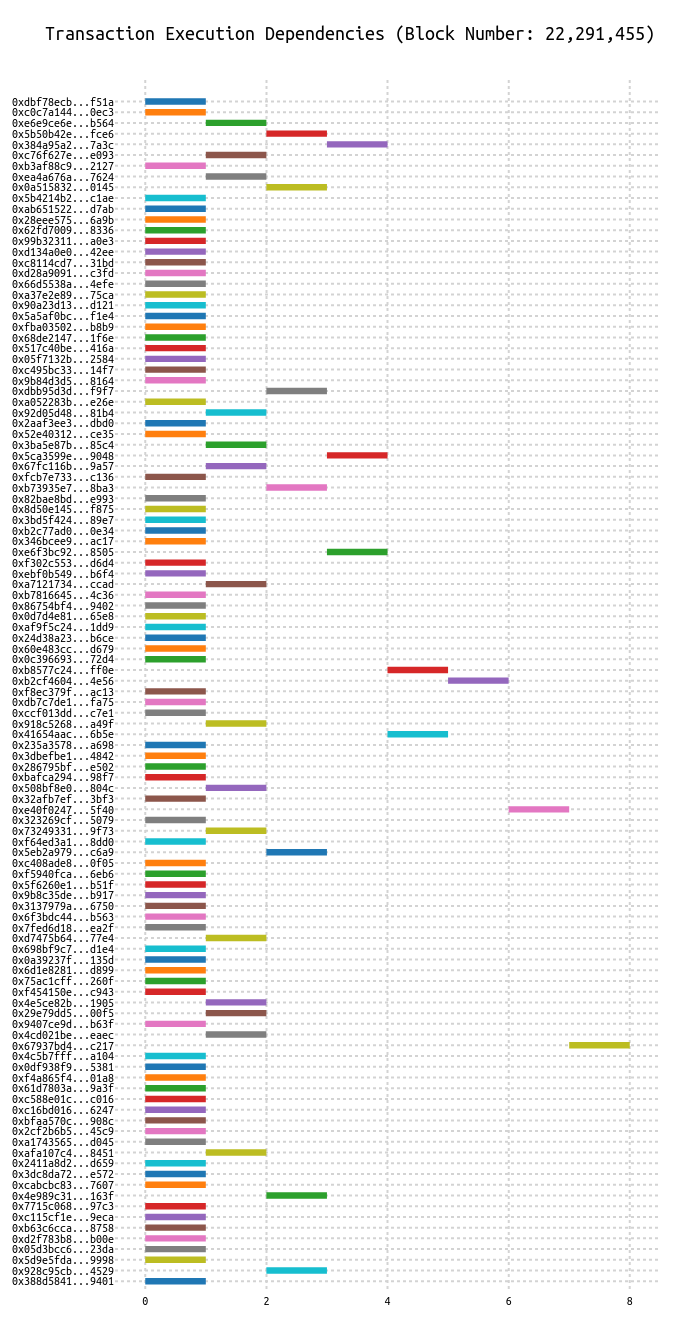 Transaction Execution Dependencies (Block Number: 22,291,455)
0xdbf78ecb...f51a
0xc0c7a144...0ec3
0xe6e9ce6e...b564
0x5b50b42e...fce6
0x384a95a2...7a3c
0xc76f627e...e093
0xb3af88c9...2127
0xea4a676a...7624
0x0a515832...0145
0x5b4214b2...c1ae
0xab651522...d7ab
0x28eee575...6a9b
0x62fd7009...8336
0x99b32311...a0e3
0xd134a0e0...42ee
0xc8114cd7...31bd
0xd28a9091...c3fd
0x66d5538a...4efe
0xa37e2e89...75ca
0x90a23d13...d121
0x5a5af0bc...f1e4
0xfba03502...b8b9
0x68de2147...1f6e
0x517c40be...416a
0x05f7132b...2584
0xc495bc33...14f7
0x9b84d3d5...8164
0xdbb95d3d...f9f7
0xa052283b...e26e
0x92d05d48...81b4
0x2aaf3ee3...dbd0
0x52e40312...ce35
0x3ba5e87b...85c4
0x5ca3599e...9048
0x67fc116b...9a57
0xfcb7e733...c136
0xb73935e7...8ba3
0x82bae8bd...e993
0x8d50e145...f875
0x3bd5f424...89e7
0xb2c77ad0...0e34
0x346bcee9...ac17
0xe6f3bc92...8505
0xf302c553...d6d4
0xebf0b549...b6f4
0xa7121734...ccad
0xb7816645...4c36
0x86754bf4...9402
0x0d7d4e81...65e8
0xaf9f5c24...1dd9
0x24d38a23...b6ce
0x60e483cc...d679
0x0c396693...72d4
0xb8577c24...ff0e
0xb2cf4604...4e56
0xf8ec379f...ac13
0xdb7c7de1...fa75
0xccf013dd...c7e1
0x918c5268...a49f
0x41654aac...6b5e
0x235a3578...a698
0x3dbefbe1...4842
0x286795bf...e502
0xbafca294...98f7
0x508bf8e0...804c
0x32afb7ef...3bf3
0xe40f0247...5f40
0x323269cf...5079
0x73249331...9f73
0xf64ed3a1...8dd0
0x5eb2a979...c6a9
0xc408ade8...0f05
0xf5940fca...6eb6
0x5f6260e1...b51f
0x9b8c35de...b917
0x3137979a...6750
0x6f3bdc44...b563
0x7fed6d18...ea2f
0xd7475b64...77e4
0x698bf9c7...d1e4
0x0a39237f...135d
0x6d1e8281...d899
0x75ac1cff...260f
0xf454150e...c943
0x4e5ce82b...1905
0x29e79dd5...00f5
0x9407ce9d...b63f
0x4cd021be...eaec
0x67937bd4...c217
0x4c5b7fff...a104
0x0df938f9...5381
0xf4a865f4...01a8
0x61d7803a...9a3f
0xc588e01c...c016
0xc16bd016...6247
0xbfaa570c...908c
0x2cf2b6b5...45c9
0xa1743565...d045
0xafa107c4...8451
0x2411a8d2...d659
0x3dc8da72...e572
0xcabcbc83...7607
0x4e989c31...163f
0x7715c068...97c3
0xc115cf1e...9eca
0xb63c6cca...8758
0xd2f783b8...b00e
0x05d3bcc6...23da
0x5d9e5fda...9998
0x928c95cb...4529
0x388d5841...9401
0 2 4 6 8